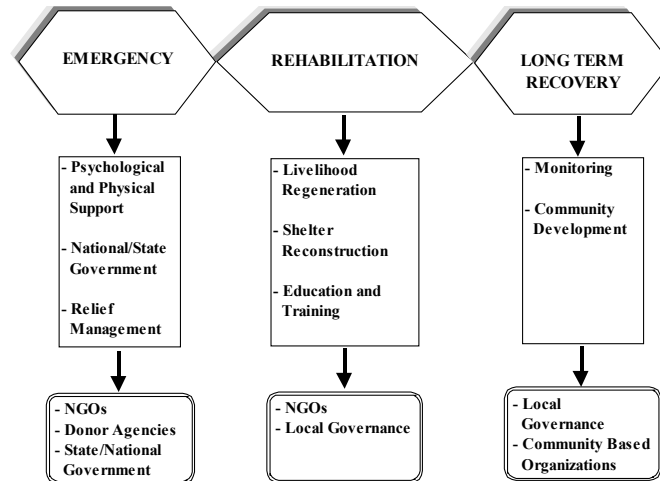 EMERGENCY
REHABILITATION
LONG TERM
RECOVERY
- Psychological
and Physical
Support
- National/State
Government
- Relief
Management
- Livelihood
Regeneration
- Shelter
Reconstruction
- Education and
Training
- Monitoring
- Community
Development
- NGOs
- Donor Agencies
- State/National
Government
- NGOs
- Local Governance
- Local
Governance
- Community Based
Organizations